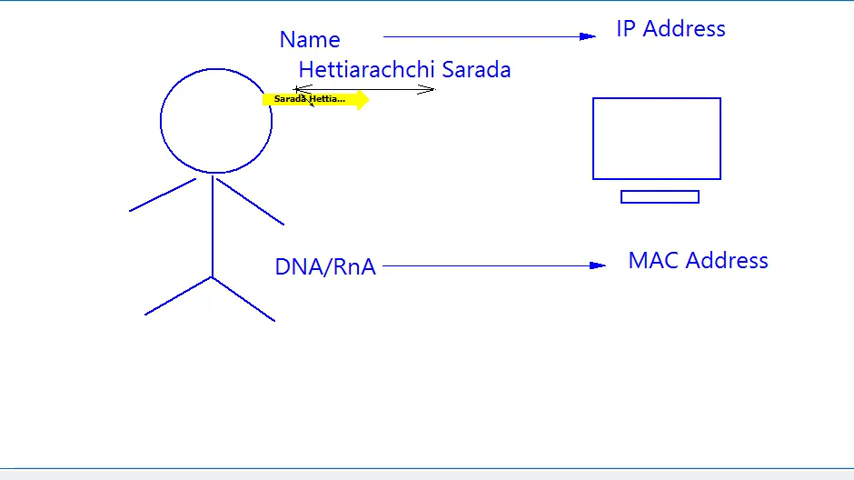 Name
IP Address
Hettiarachchi Sarada
Sarada Hettia...
DNA/RnA
MAC Address